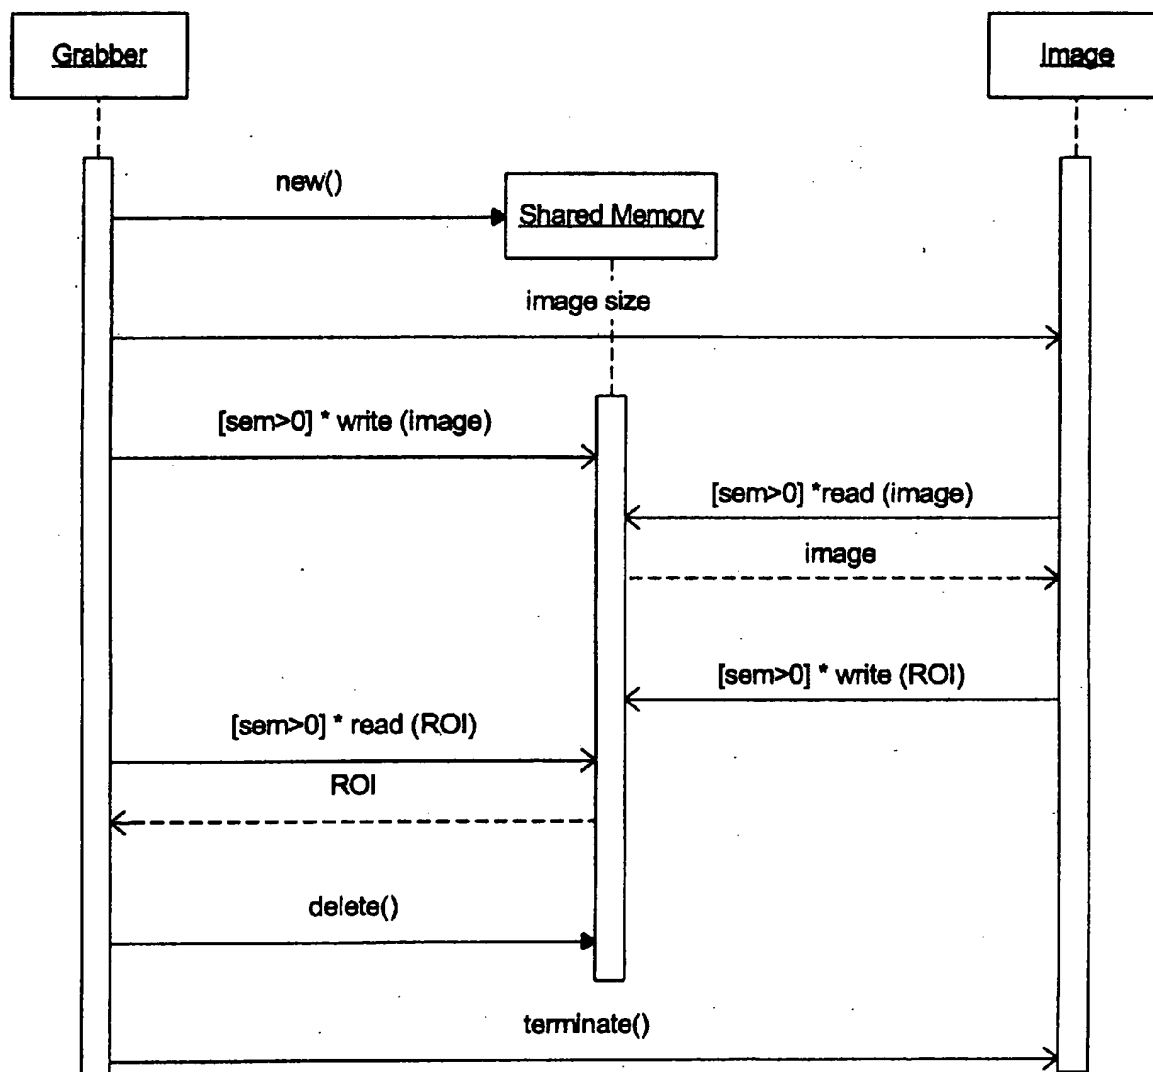 Grabber
Image
new()
Shared Memory
image size
[sem>0] * write (image)
[sem>0] *read (image)
image
[sem>0] * write (ROI)
[sem>0] * read (ROI)
ROI
delete()
terminate()